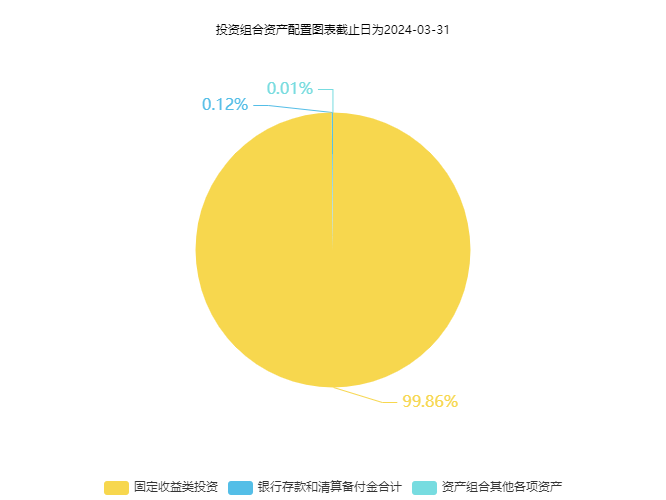 投资组合资产配置图表截止日为2024-03-31
0.01%
0.12%
99.86%
固定收益类投资 银行存款和清算备付金合计 资产组合其他各项资产